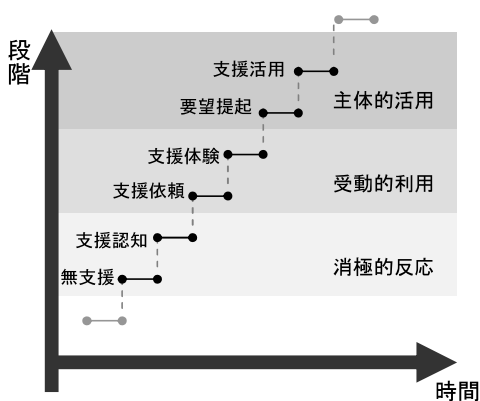 段階
支援活用
要望提起
主体的活用
支援体験
支援依頼
受動的利用
支援認知
無支援
消極的反応
時間